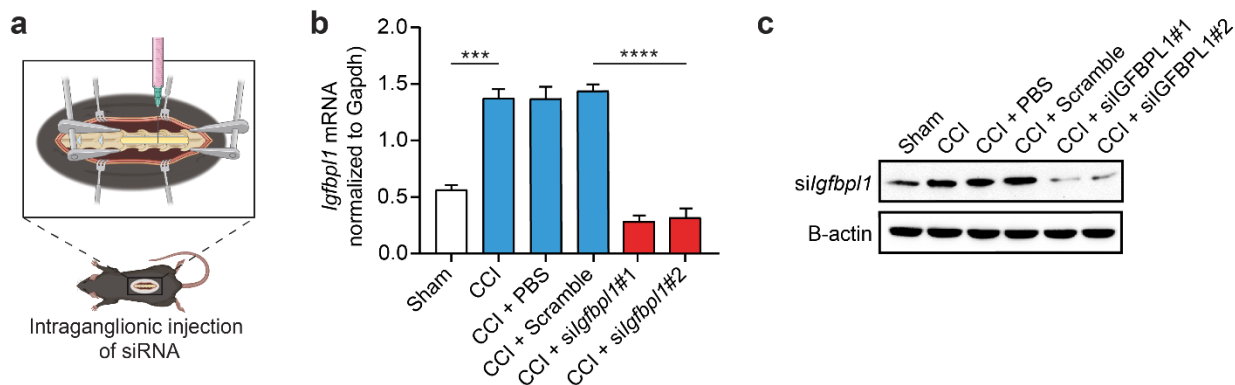 a
Intraganglionic injection
of siRNA
b
Igfbpl1 mRNA
normalized to Gapdh
2.0
1.5
1.0
0.5
0.0
***
****
Sham
CCI
CCI + PBS
CCI + Scramble
CCI + siIgfbpl1#1
CCI + siIgfbpl1#2
c
Sham
CCI
CCI + PBS
CCI + Scramble
CCI + siIGFBPL1#1
CCI + siIGFBPL1#2
siIgfbpl1
B-actin